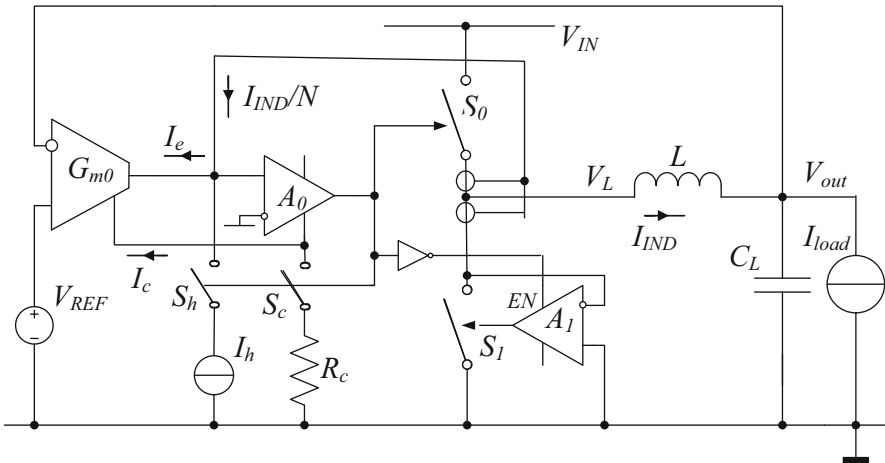 V_IN
I_IND/N
S_0
I_e
G_m0
A_0
V_L
L
V_out
I_IND
I_load
I_c
C_L
EN
V_REF
S_h
S_c
A_1
S_1
+
−
I_h
R_c